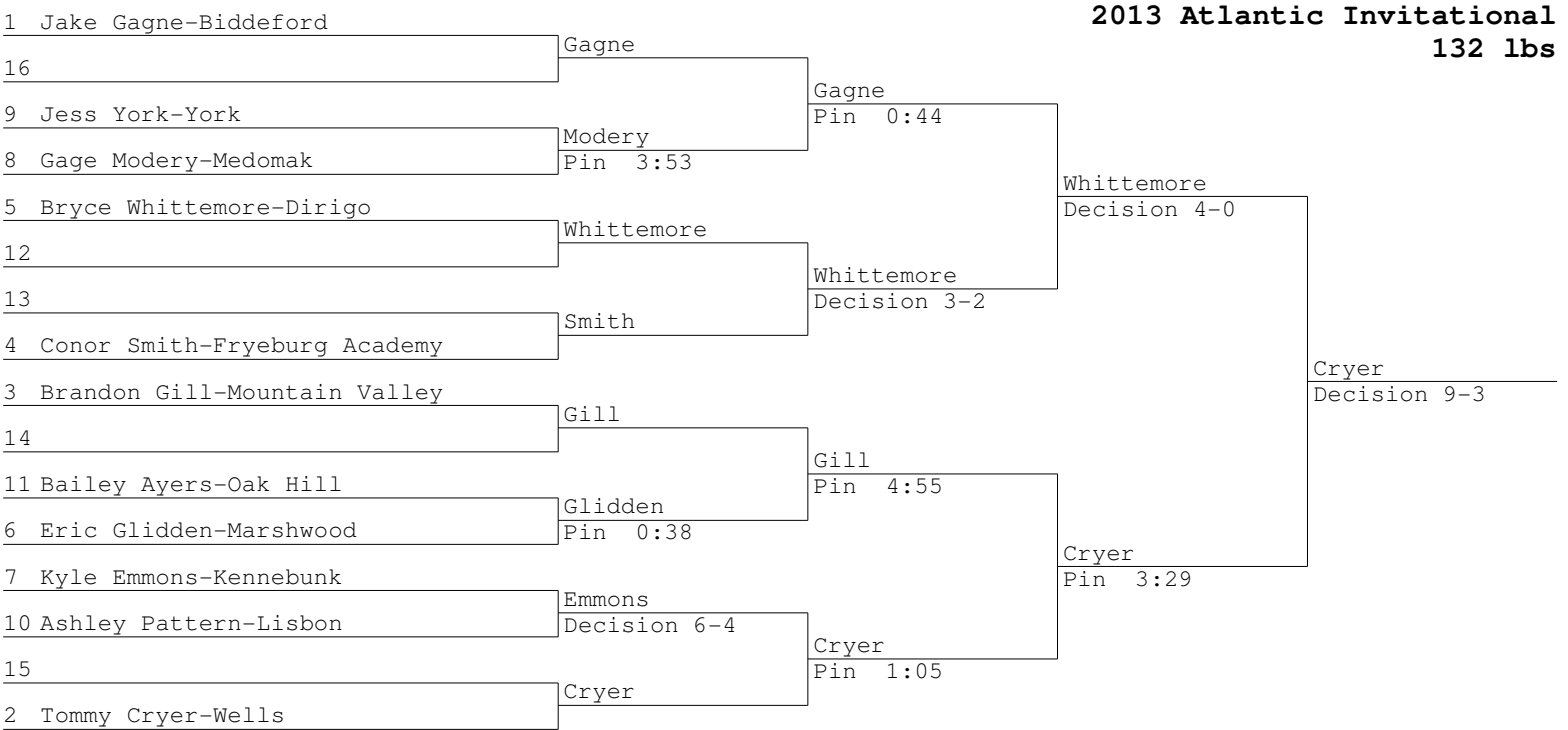 2013 Atlantic Invitational
132 lbs
1 Jake Gagne-Biddeford
16
9 Jess York-York
8 Gage Modery-Medomak
5 Bryce Whittemore-Dirigo
12
13
4 Conor Smith-Fryeburg Academy
3 Brandon Gill-Mountain Valley
14
11 Bailey Ayers-Oak Hill
6 Eric Glidden-Marshwood
7 Kyle Emmons-Kennebunk
10 Ashley Pattern-Lisbon
15
2 Tommy Cryer-Wells
Gagne
Modery
Pin 3:53
Whittemore
Smith
Gill
Glidden
Pin 0:38
Emmons
Decision 6-4
Cryer
Gagne
Pin 0:44
Whittemore
Decision 3-2
Gill
Pin 4:55
Cryer
Pin 1:05
Whittemore
Decision 4-0
Cryer
Pin 3:29
Cryer
Decision 9-3